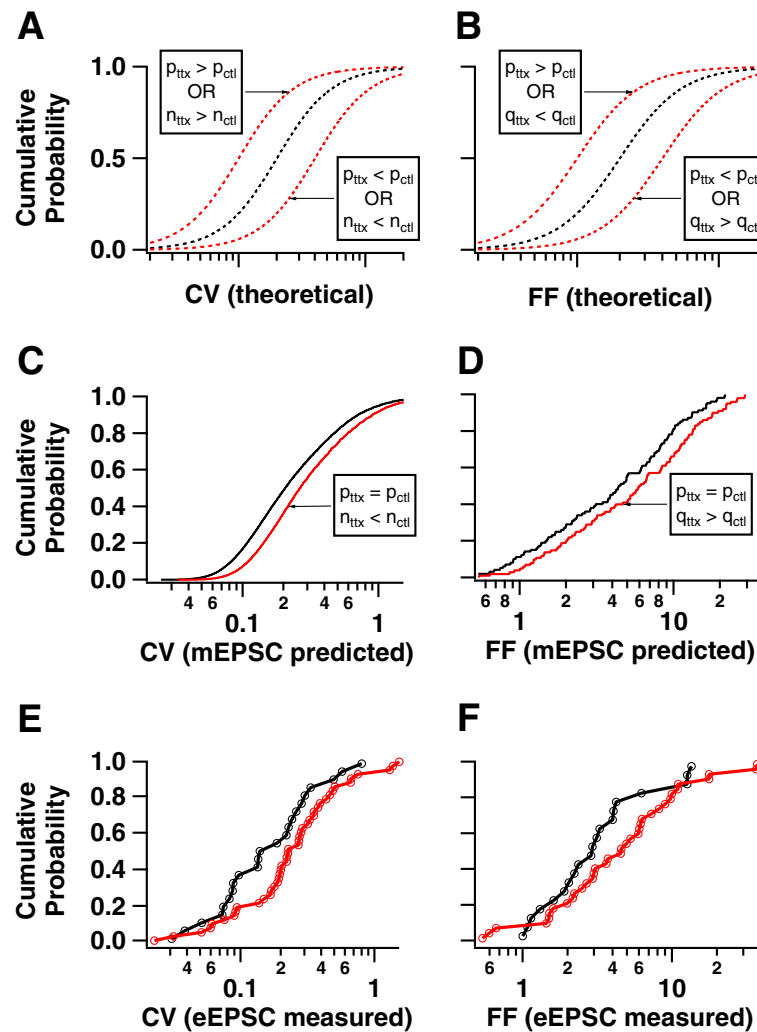 A
B
Cumulative Probability
1.0
0.5
0.0
p_ttx > p_ctl
OR
n_ttx > n_ctl
p_ttx < p_ctl
OR
n_ttx < n_ctl
CV (theoretical)
p_ttx > p_ctl
OR
q_ttx < q_ctl
p_ttx < p_ctl
OR
q_ttx > q_ctl
FF (theoretical)
C
D
Cumulative Probability
1.0
0.8
0.6
0.4
0.2
0.0
p_ttx = p_ctl
n_ttx < n_ctl
4 6 2 4 6
0.1 1
CV (mEPSC predicted)
p_ttx = p_ctl
q_ttx > q_ctl
6 8 2 4 6 8 2
1 10
FF (mEPSC predicted)
E
F
Cumulative Probability
1.0
0.8
0.6
0.4
0.2
0.0
4 6 2 4 6
0.1 1
CV (eEPSC measured)
6 2 4 6 2
1 10
FF (eEPSC measured)